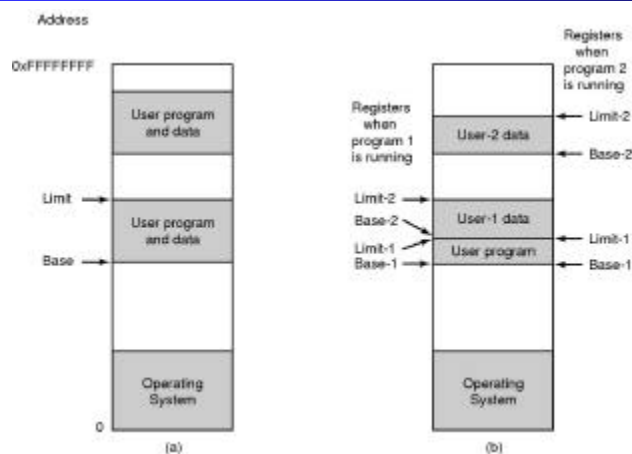 Address
0xFFFFFFFF
User program
and data
Limit
User program
and data
Base
Operating
System
0
(a)
Registers
when
program 1
is running
Limit-2
Base-2
Limit-1
Base-1
Registers
when
program 2
is running
User-2 data
Limit-2
Base-2
User-1 data
User program
Limit-1
Base-1
Operating
System
(b)